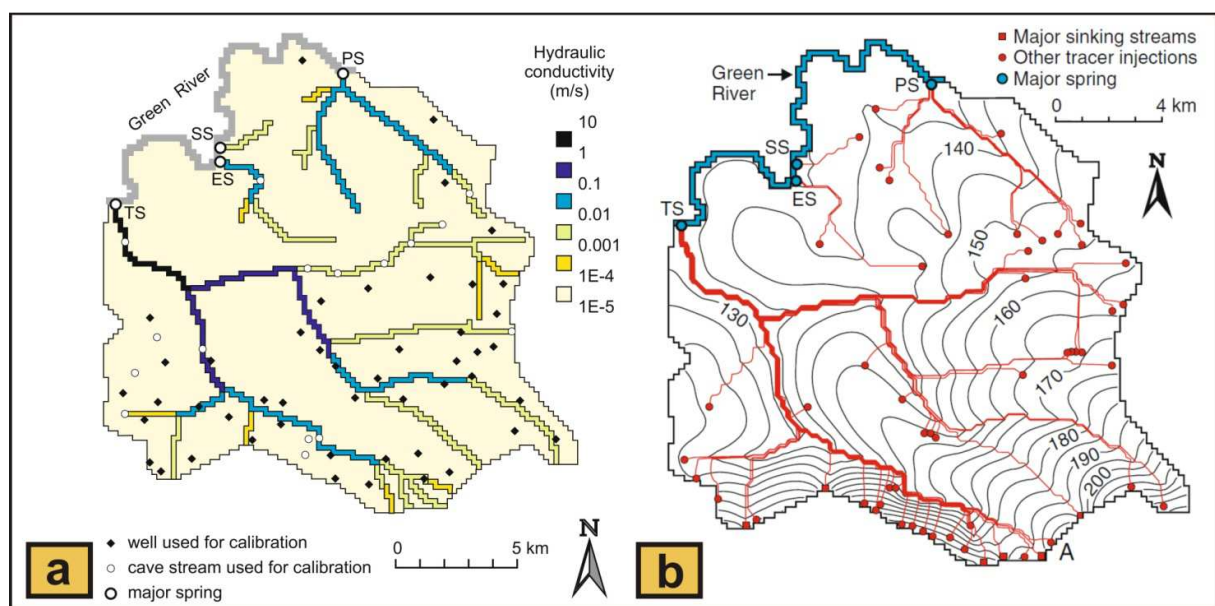 Green River
PS
SS
ES
TS
Hydraulic
conductivity
(m/s)
10
1
0.1
0.01
0.001
1E-4
1E-5
well used for calibration
cave stream used for calibration
major spring
0 5 km
N
a
Major sinking streams
Other tracer injections
Major spring
0 4 km
Green
River
PS
SS
ES
TS
N
140
150
130
160
170
180
190
200
A
b